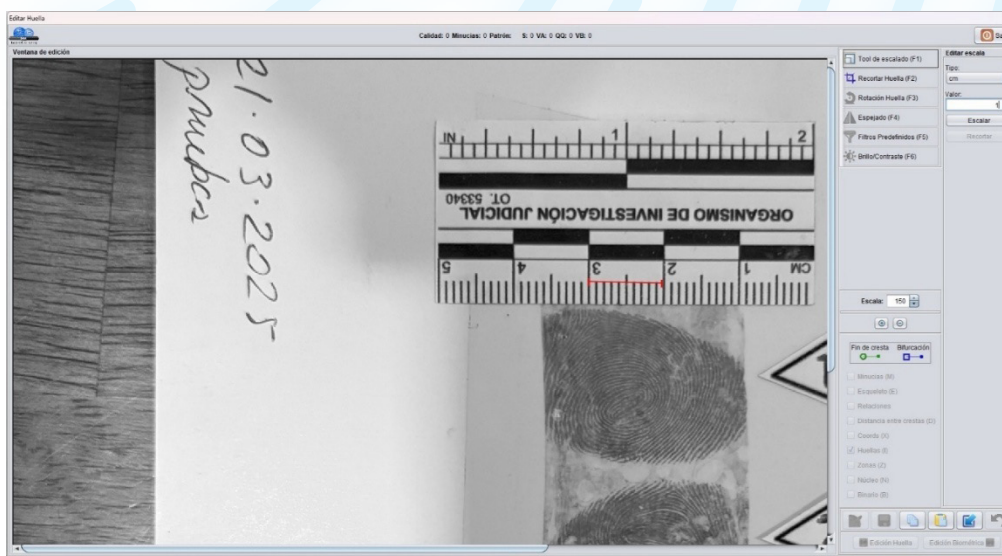 Editar Huella
Calidad: 0 Minucias: 0 Patrón: S: 0 VA: 0 QQ: 0 VB: 0
Ventana de edición
21.03.2025
pruebas
IN 1 2
OT. 53340
ORGANISMO DE INVESTIGACIÓN JUDICIAL
5 4 3 2 1 CM
Tool de escalado (F1)
Recortar Huella (F2)
Rotación Huella (F3)
Espejado (F4)
Filtros Predefinidos (F5)
Brillo/Contraste (F6)
Editar escala
Tipo:
cm
Valor:
1
Escalar
Recortar
Escala: 150
Fin de cresta Bifurcación
Minucias (M)
Esqueleto (E)
Relaciones
Distancia entre crestas (D)
Huellas (I)
Zonas (Z)
Núcleo (N)
Binario (B)
Edición Huella
Edición Biométrica